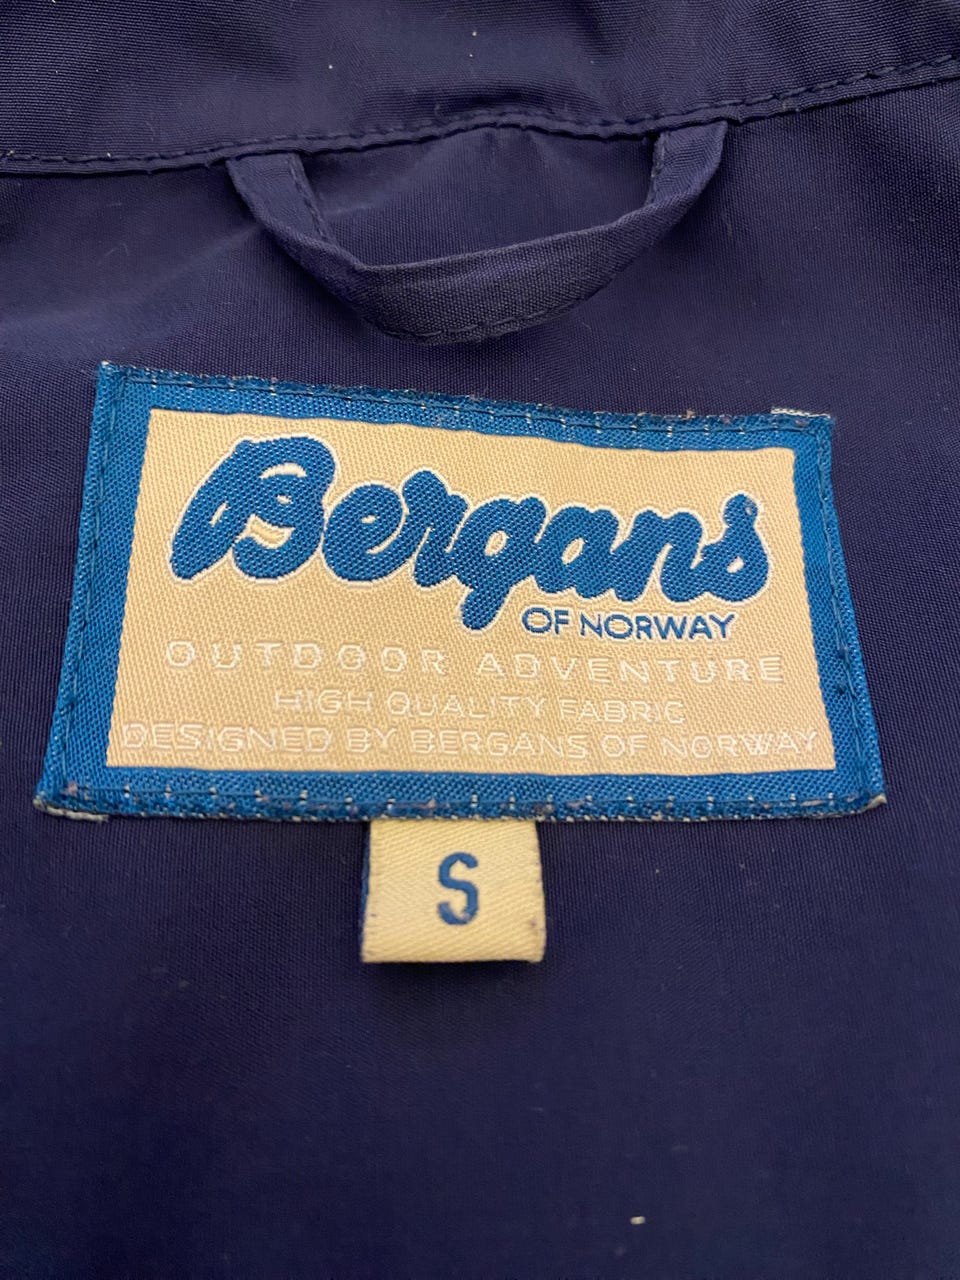 Bergans
OF NORWAY
OUTDOOR ADVENTURE
HIGH QUALITY FABRIC
DESIGNED BY BERGANS OF NORWAY
S